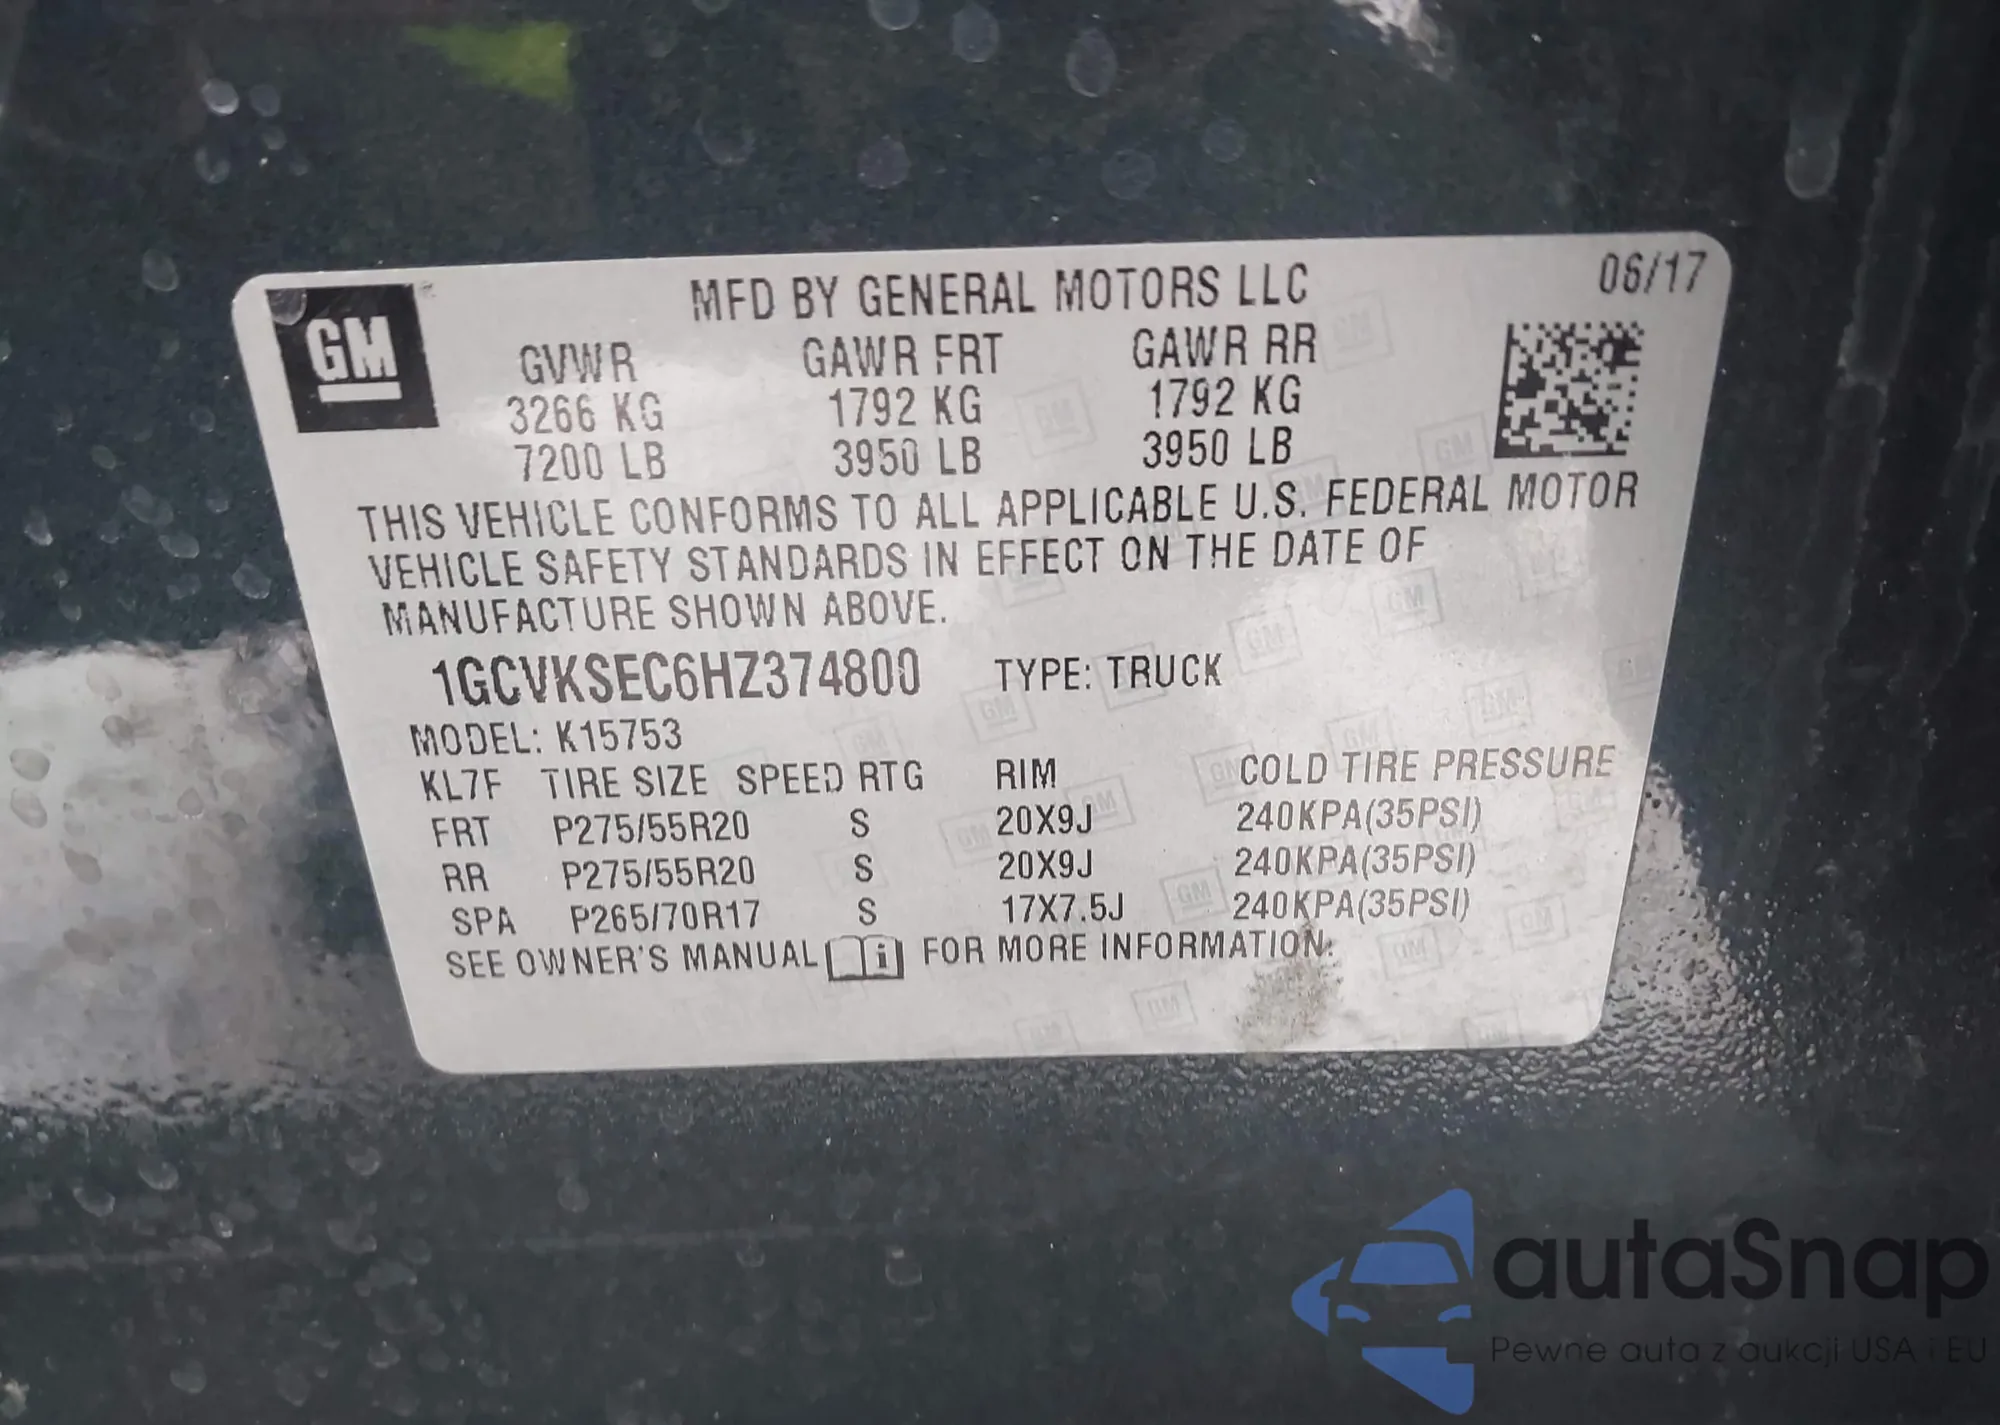 GM
MFD BY GENERAL MOTORS LLC 06/17
GVWR GAWR FRT GAWR RR
3266 KG 1792 KG 1792 KG
7200 LB 3950 LB 3950 LB
THIS VEHICLE CONFORMS TO ALL APPLICABLE U.S. FEDERAL MOTOR
VEHICLE SAFETY STANDARDS IN EFFECT ON THE DATE OF
MANUFACTURE SHOWN ABOVE.
1GCVKSEC6HZ374800 TYPE: TRUCK
MODEL: K15753
KL7F TIRE SIZE SPEED RTG RIM COLD TIRE PRESSURE
FRT P275/55R20 S 20X9J 240KPA(35PSI)
RR P275/55R20 S 20X9J 240KPA(35PSI)
SPA P265/70R17 S 17X7.5J 240KPA(35PSI)
SEE OWNER'S MANUAL FOR MORE INFORMATION.
autaSnap
Pewne auta z aukcji USA i EU